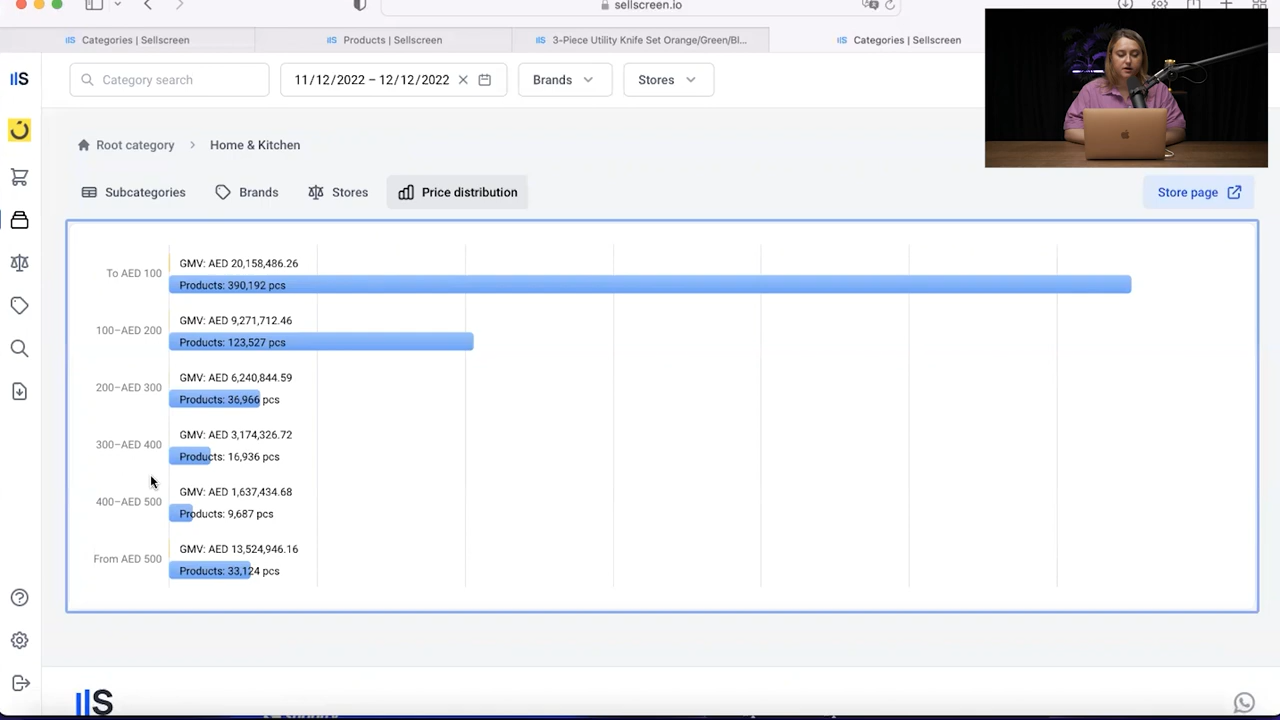 sellscreen.io
Categories | Sellscreen
Products | Sellscreen
3-Piece Utility Knife Set Orange/Green/Bl...
Categories | Sellscreen
Category search
11/12/2022 – 17/12/2022
Brands
Stores
Root category
Home & Kitchen
Subcategories
Brands
Stores
Price distribution
Store page
To AED 100
GMV: AED 20,158,486.26
Products: 390,192 pcs
100–AED 200
GMV: AED 9,271,712.46
Products: 123,527 pcs
200–AED 300
GMV: AED 6,240,844.59
Products: 36,966 pcs
300–AED 400
GMV: AED 3,174,326.72
Products: 16,936 pcs
400–AED 500
GMV: AED 1,637,434.68
Products: 9,687 pcs
From AED 500
GMV: AED 13,524,946.16
Products: 33,124 pcs